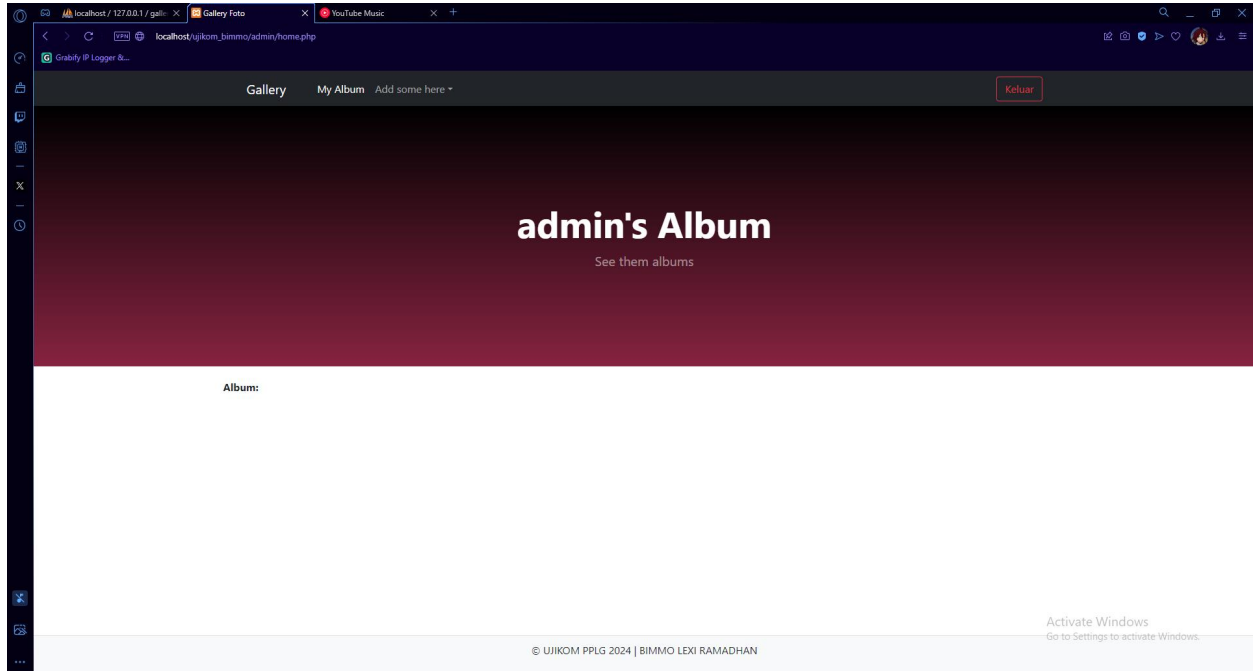 localhost / 127.0.0.1 / galle
Gallery Foto
YouTube Music
VPN
localhost/ujikom_bimmo/admin/home.php
G Grabify IP Logger &...
Gallery
My Album
Add some here
Keluar
admin's Album
See them albums
Album:
Activate Windows
Go to Settings to activate Windows.
© UJIKOM PPLG 2024 | BIMMO LEXI RAMADHAN